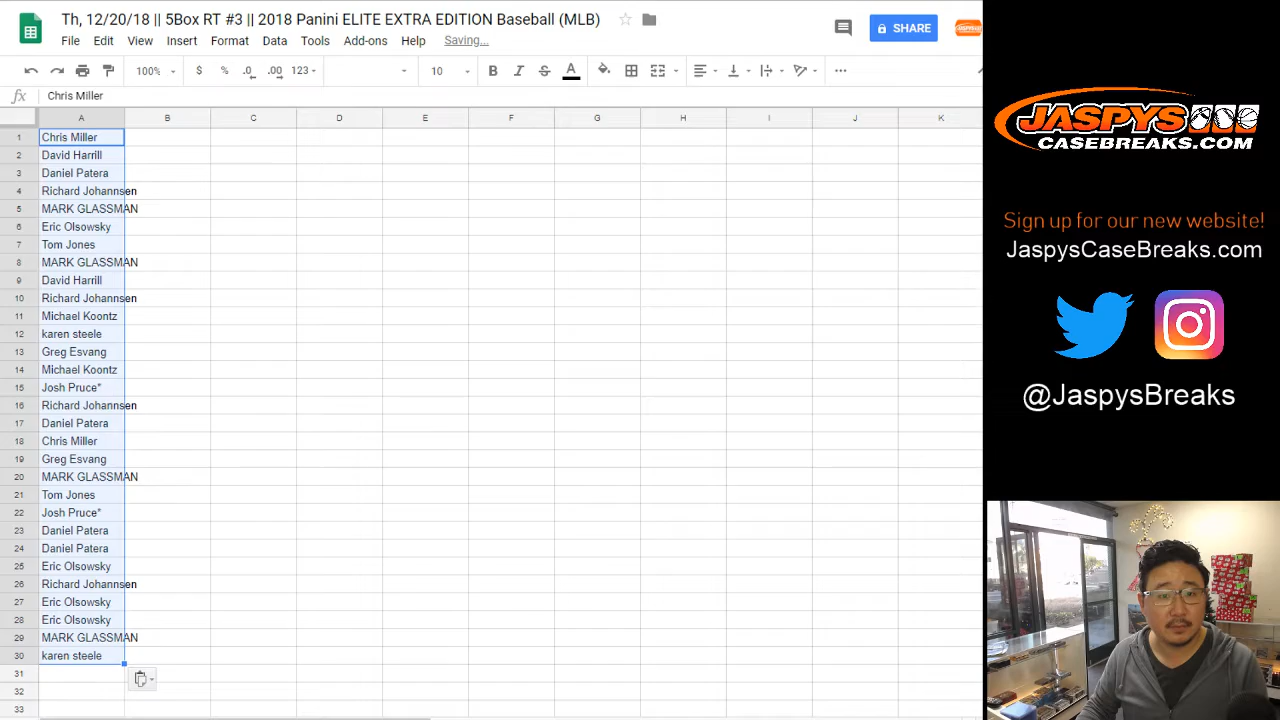 Th, 12/20/18 || 5Box RT #3 || 2018 Panini ELITE EXTRA EDITION Baseball (MLB)
File Edit View Insert Format Data Tools Add-ons Help Saving...
SHARE
100% $ % .0 .00 123 10 B I S A
fx Chris Miller
A B C D E F G H I J K
1 Chris Miller
2 David Harrill
3 Daniel Patera
4 Richard Johannsen
5 MARK GLASSMAN
6 Eric Olsowsky
7 Tom Jones
8 MARK GLASSMAN
9 David Harrill
10 Richard Johannsen
11 Michael Koontz
12 karen steele
13 Greg Esvang
14 Michael Koontz
15 Josh Pruce*
16 Richard Johannsen
17 Daniel Patera
18 Chris Miller
19 Greg Esvang
20 MARK GLASSMAN
21 Tom Jones
22 Josh Pruce*
23 Daniel Patera
24 Daniel Patera
25 Eric Olsowsky
26 Richard Johannsen
27 Eric Olsowsky
28 Eric Olsowsky
29 MARK GLASSMAN
30 karen steele
31
32
33
JASPYS
CASEBREAKS.COM
Sign up for our new website!
JaspysCaseBreaks.com
@JaspysBreaks